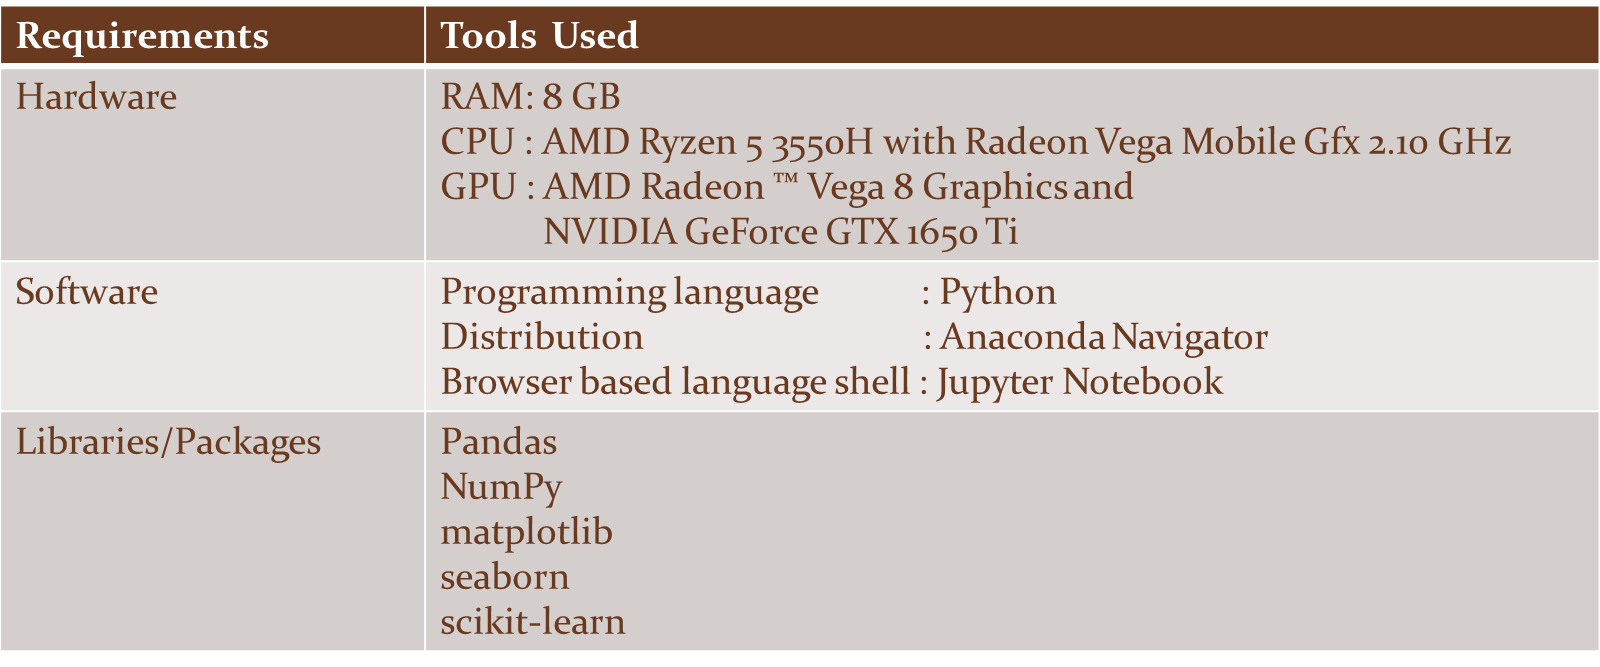 Requirements
Tools Used
Hardware
RAM: 8 GB
CPU : AMD Ryzen 5 3550H with Radeon Vega Mobile Gfx 2.10 GHz
GPU : AMD Radeon ™ Vega 8 Graphics and
NVIDIA GeForce GTX 1650 Ti
Software
Programming language : Python
Distribution : Anaconda Navigator
Browser based language shell : Jupyter Notebook
Libraries/Packages
Pandas
NumPy
matplotlib
seaborn
scikit-learn